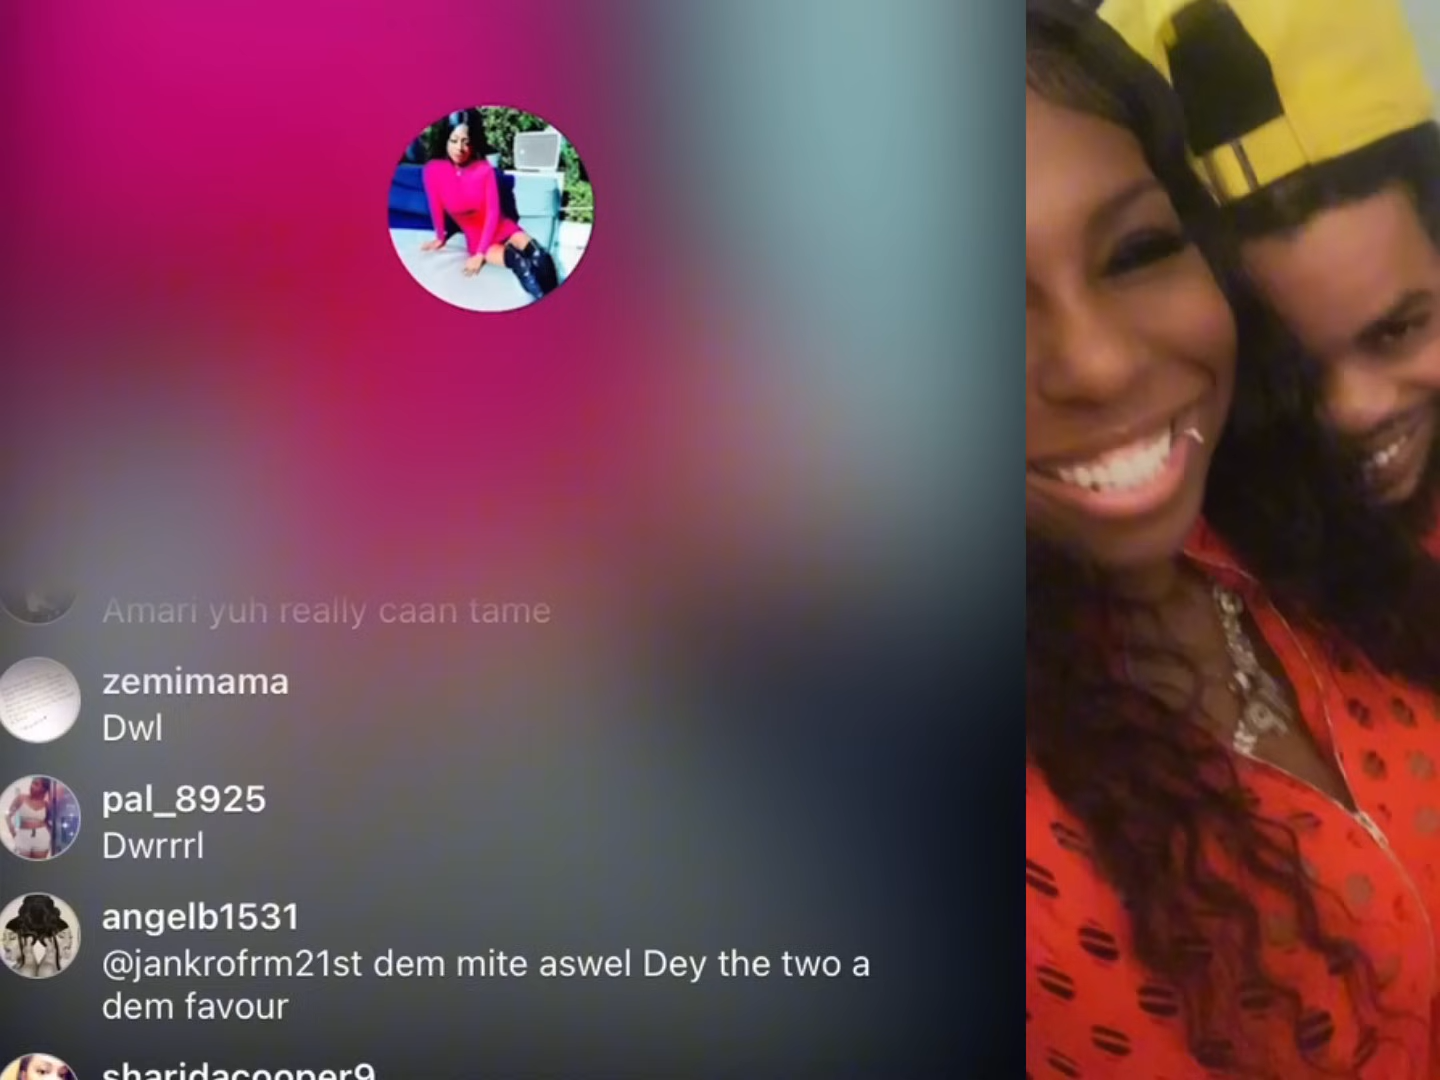 Amari yuh really caan tame
zemimama
Dwl
pal_8925
Dwrrrl
angelb1531
@jankrofrm21st dem mite aswel Dey the two a
dem favour
sharidacooper9